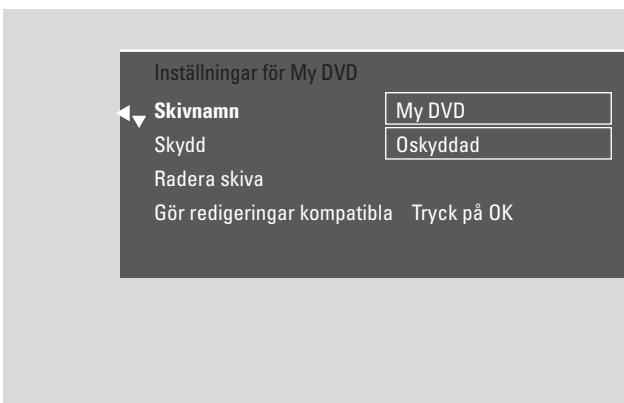 Inställningar för My DVD
Skivnamn My DVD
Skydd Oskyddad
Radera skiva
Gör redigeringar kompatibla Tryck på OK